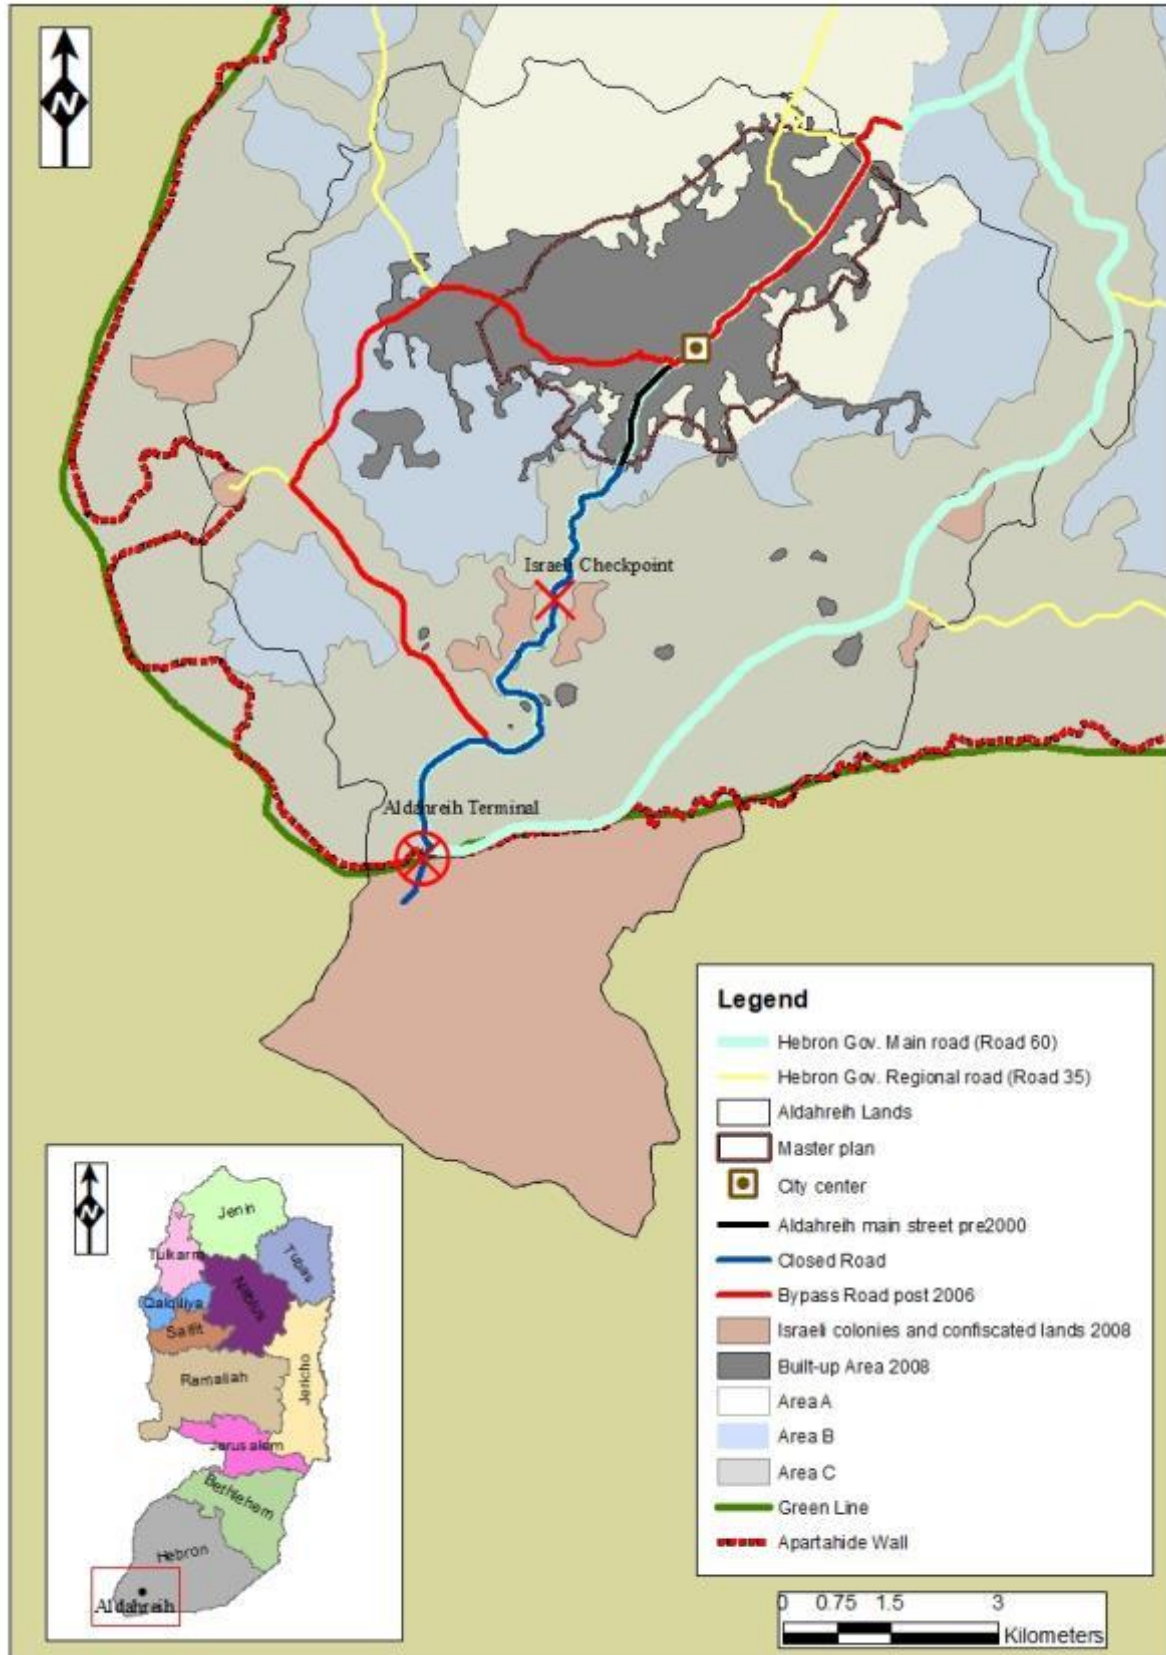 N
Israeli Checkpoint
Aldahreih Terminal
Legend
Hebron Gov. Main road (Road 60)
Hebron Gov. Regional road (Road 35)
Aldahreih Lands
Master plan
City center
Aldahreih main street pre2000
Closed Road
Bypass Road post 2006
Israeli colonies and confiscated lands 2008
Built-up Area 2008
Area A
Area B
Area C
Green Line
Apartahide Wall
0 0.75 1.5 3
Kilometers
N
Jenin
Tulkarm
Tubas
Nablus
Qalqiliya
Salfit
Ramallah
Jericho
Jerusalem
Bethlehem
Hebron
Aldahreih